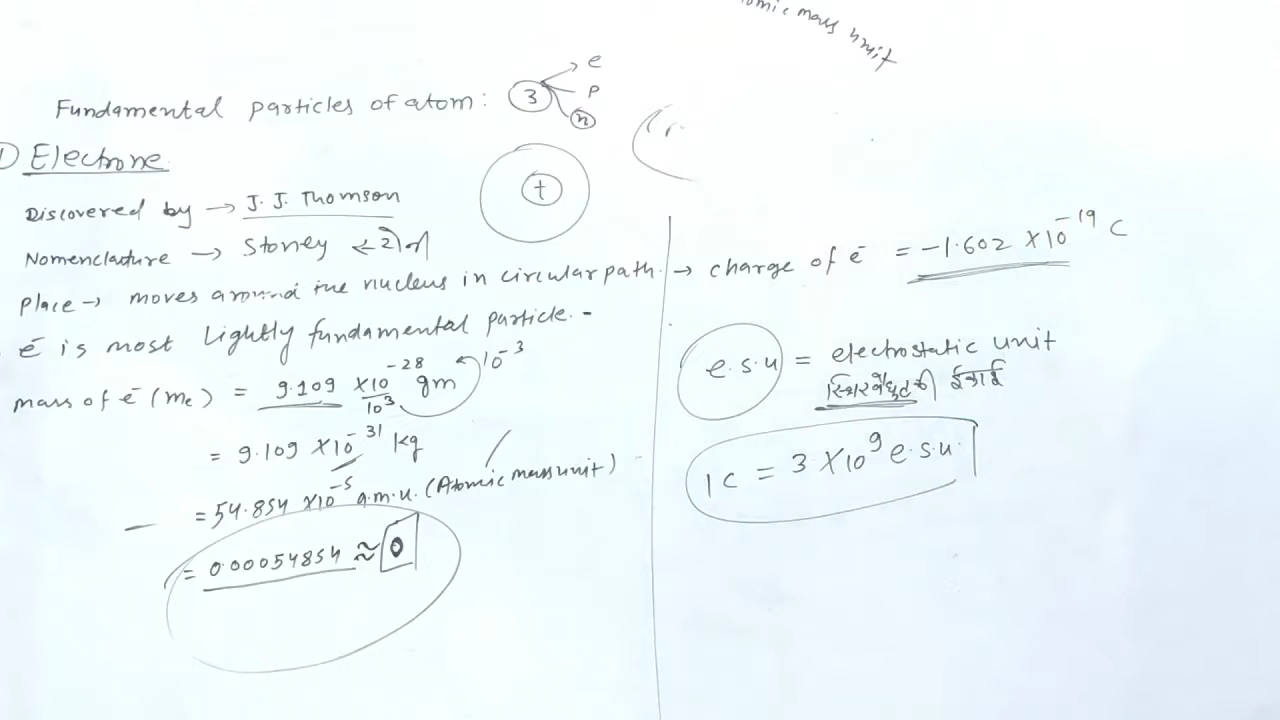 omic mass unit
Fundamental particles of atom: 3 e
p
n
1) Electrone
+
Discovered by → J. J. Thomson
Nomenclature → Stoney ←
Place → moves around the nucleus in circular path.
e⁻ is most Lightly fundamental particle. -
mass of e⁻ (me) = 9.109 × 10⁻²⁸ gm 10⁻³
10³
= 9.109 × 10⁻³¹ kg
= 54.854 × 10⁻⁵ a.m.u. (Atomic mass unit)
= 0.00054854 ≈ 0
→ charge of e⁻ = -1.602 × 10⁻¹⁹ C
e.s.u = electrostatic unit
स्थिरवैद्युत की ईकाई
1 C = 3 × 10⁹ e.s.u.